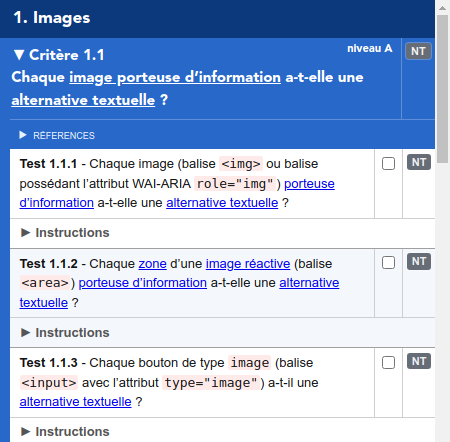 1. Images
▼ Critère 1.1
niveau A
NT
Chaque image porteuse d’information a-t-elle une
alternative textuelle ?
► RÉFERENCES
Test 1.1.1 - Chaque image (balise <img> ou balise
NT
possédant l’attribut WAI-ARIA role="img") porteuse
d’information a-t-elle une alternative textuelle ?
► Instructions
Test 1.1.2 - Chaque zone d’une image réactive (balise
NT
<area>) porteuse d’information a-t-elle une alternative
textuelle ?
► Instructions
Test 1.1.3 - Chaque bouton de type image (balise
NT
<input> avec l’attribut type="image") a-t-il une
alternative textuelle ?
► Instructions